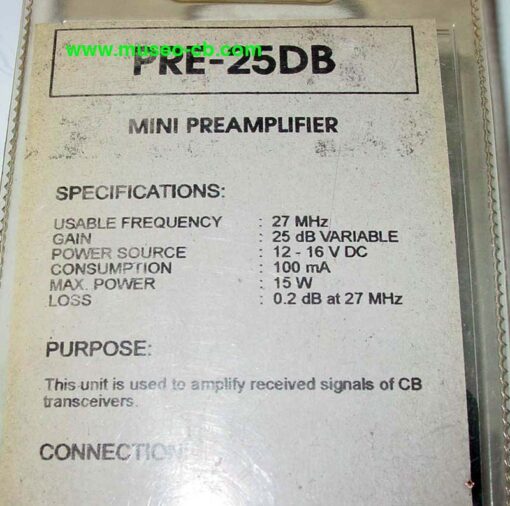 www.museo-cb.com
PRE-25DB
MINI PREAMPLIFIER
SPECIFICATIONS:
USABLE FREQUENCY : 27 MHz
GAIN : 25 dB VARIABLE
POWER SOURCE : 12 - 16 V DC
CONSUMPTION : 100 mA
MAX. POWER : 15 W
LOSS : 0.2 dB at 27 MHz
PURPOSE:
This unit is used to amplify received signals of CB
transceivers.
CONNECTION: